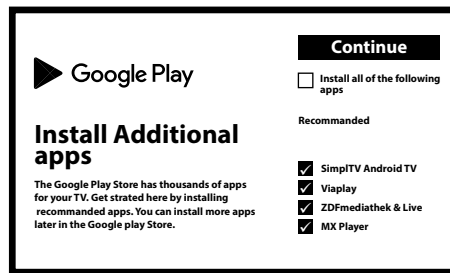 Google Play
Install Additional
apps
The Google Play Store has thousands of apps
for your TV. Get strated here by installing
recommanded apps. You can install more apps
later in the Google play Store.
Continue
Install all of the following
apps
Recommanded
SimplTV Android TV
Viaplay
ZDFmediathek & Live
MX Player